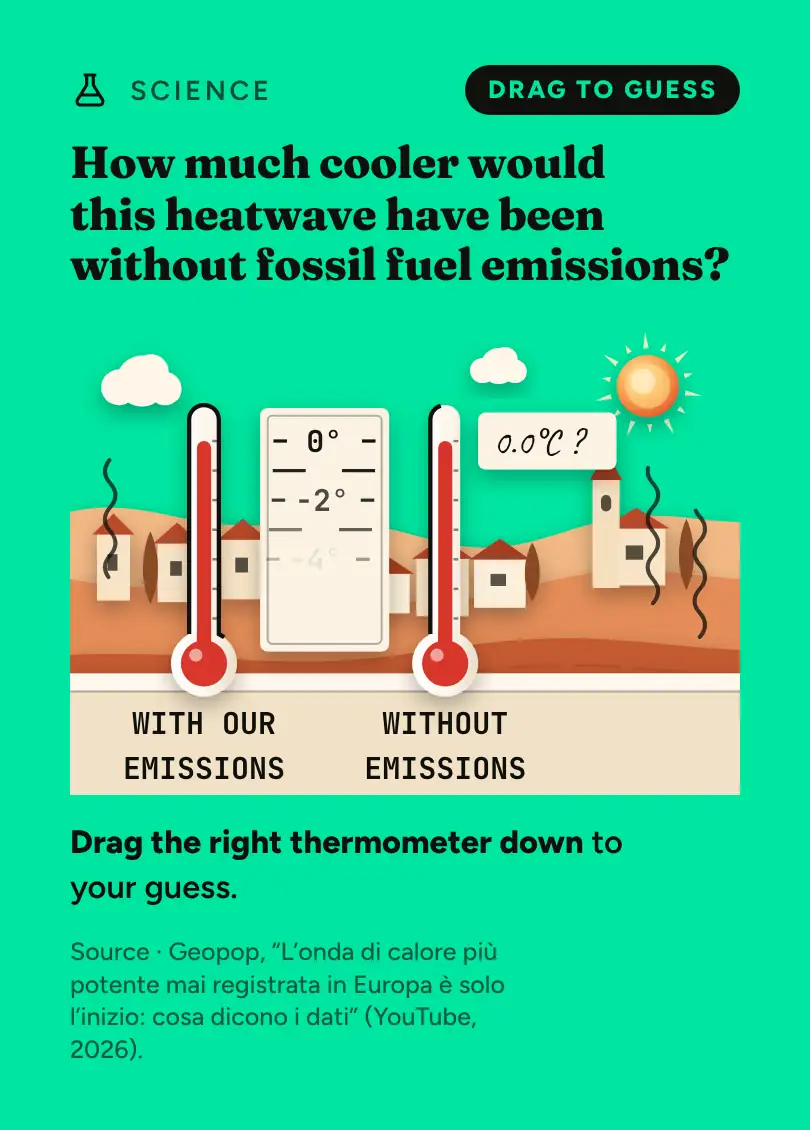 SCIENCE
DRAG TO GUESS
How much cooler would
this heatwave have been
without fossil fuel emissions?
0°
-2°
-4°
0.0°C ?
WITH OUR
EMISSIONS
WITHOUT
EMISSIONS
Drag the right thermometer down to
your guess.
Source · Geopop, “L’onda di calore più
potente mai registrata in Europa è solo
l’inizio: cosa dicono i dati” (YouTube,
2026).